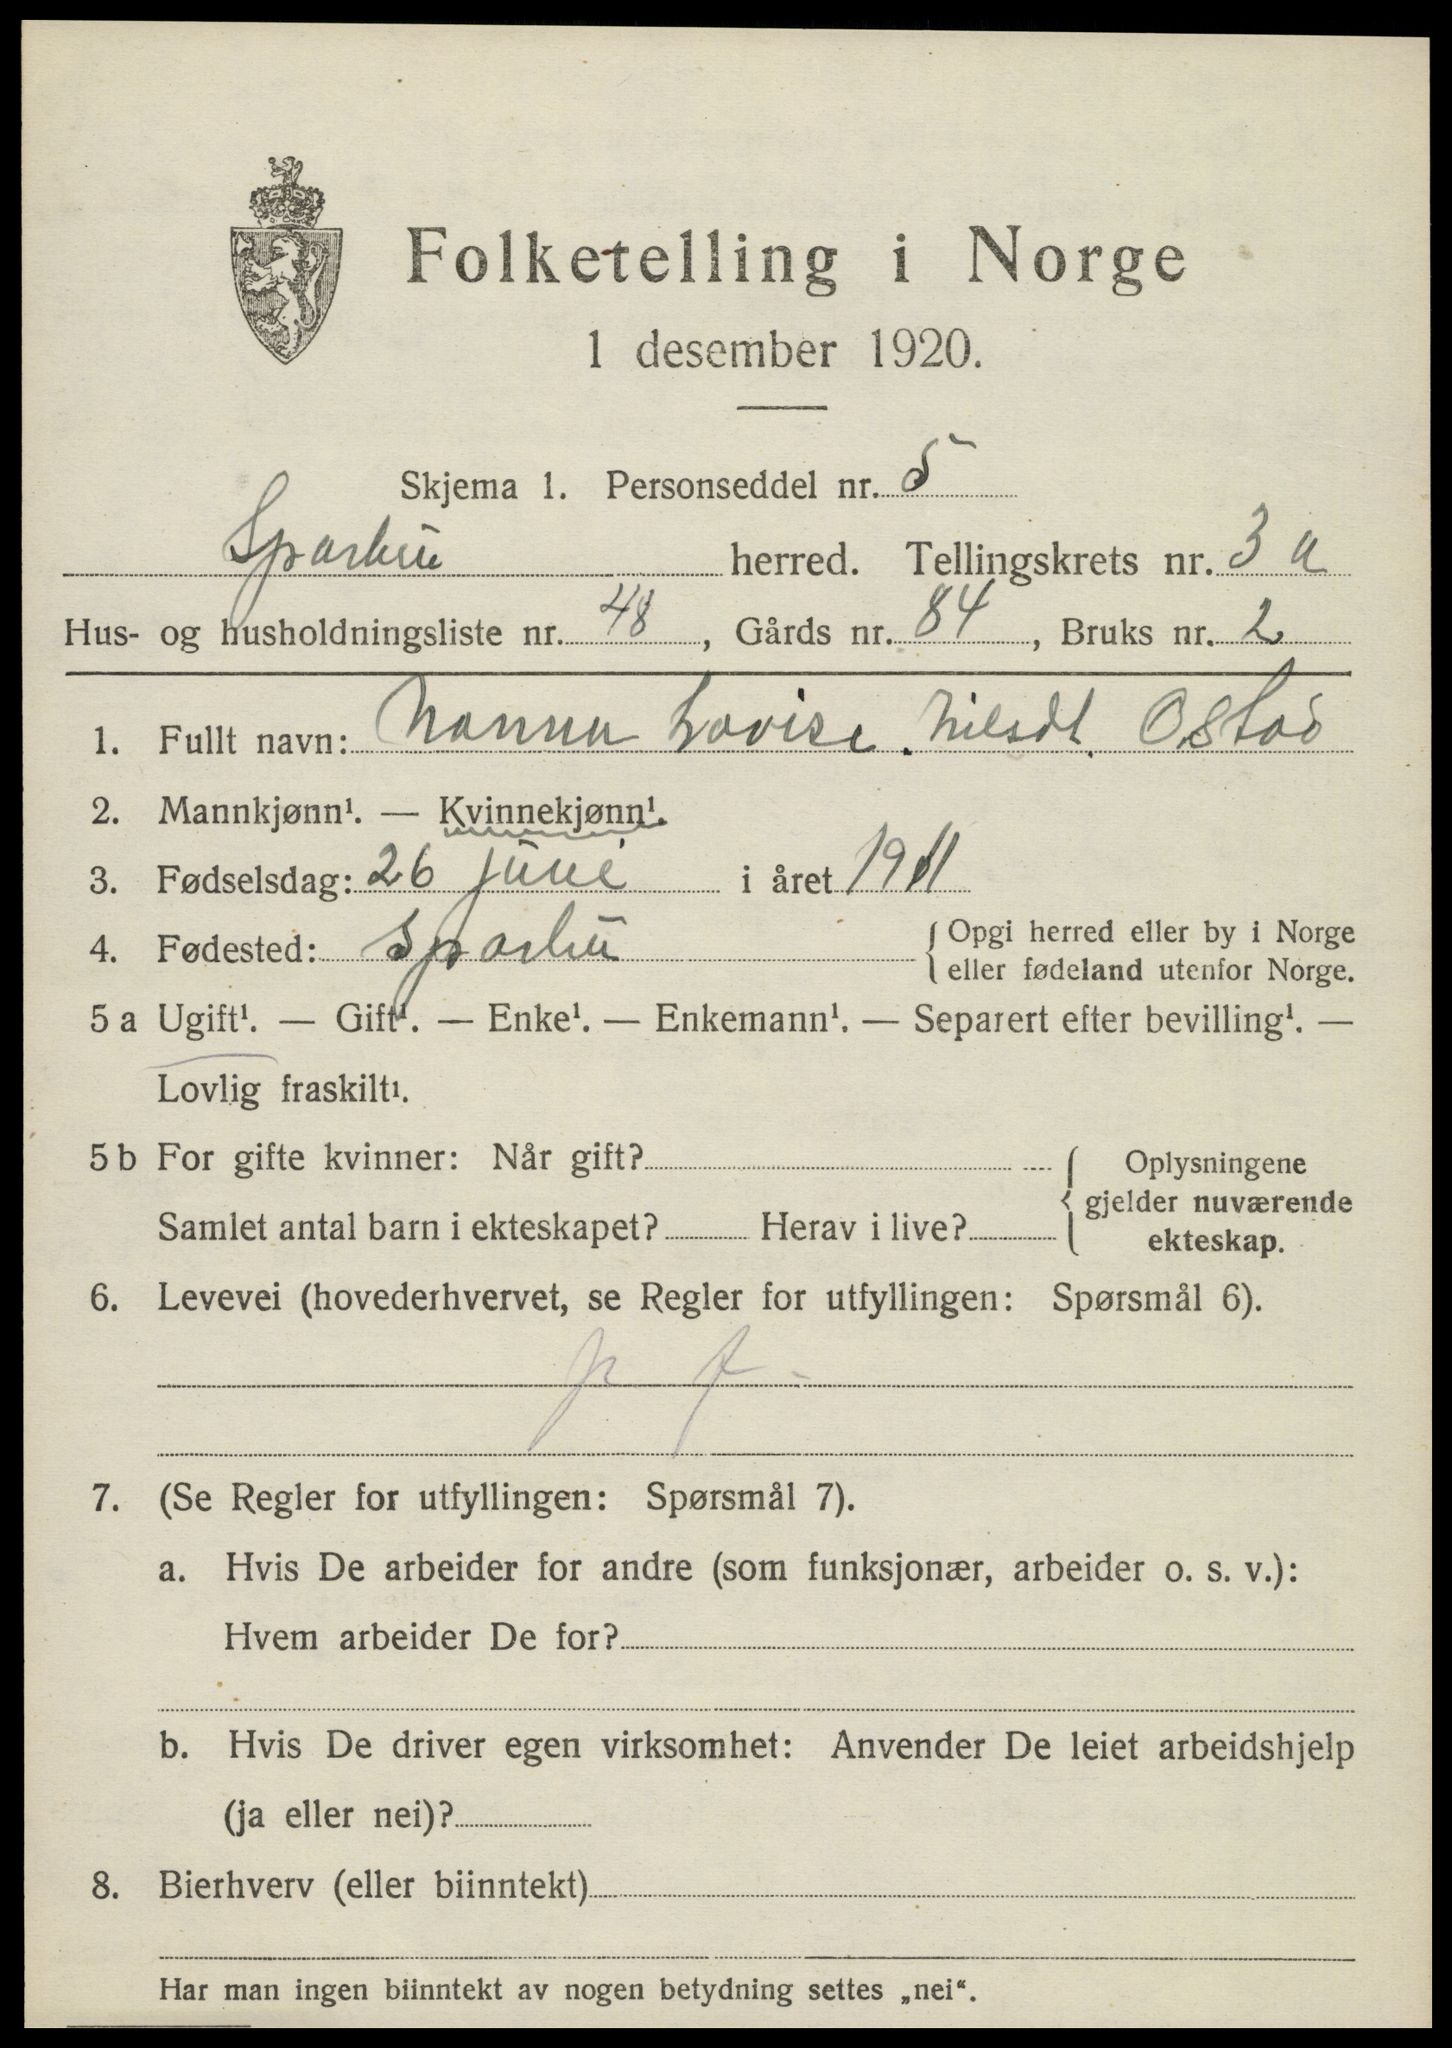 Folketelling i Norge
1 desember 1920.
Skjema 1. Personseddel nr. 5
Sparbu herred. Tellingskrets nr. 3 a
Hus- og husholdningsliste nr. 48, Gårds nr. 84, Bruks nr. 2
1. Fullt navn: Nanna Lovise. Nilsdt. Ostad
2. Mannkjønn¹. — Kvinnekjønn¹.
3. Fødselsdag: 26 juni i året 1911
4. Fødested: Sparbu {Opgi herred eller by i Norge
eller fødeland utenfor Norge.
5 a Ugift¹. — Gift¹. — Enke¹. — Enkemann¹. — Separert efter bevilling¹. —
Lovlig fraskilt¹.
5 b For gifte kvinner: Når gift? { Oplysningene
gjelder nuværende
Samlet antal barn i ekteskapet? Herav i live?
ekteskap.
6. Levevei (hovederhvervet, se Regler for utfyllingen: Spørsmål 6).
7. (Se Regler for utfyllingen: Spørsmål 7).
a. Hvis De arbeider for andre (som funksjonær, arbeider o. s. v.):
Hvem arbeider De for?
b. Hvis De driver egen virksomhet: Anvender De leiet arbeidshjelp
(ja eller nei)?
8. Bierhverv (eller biinntekt)
Har man ingen biinntekt av nogen betydning settes „nei“.